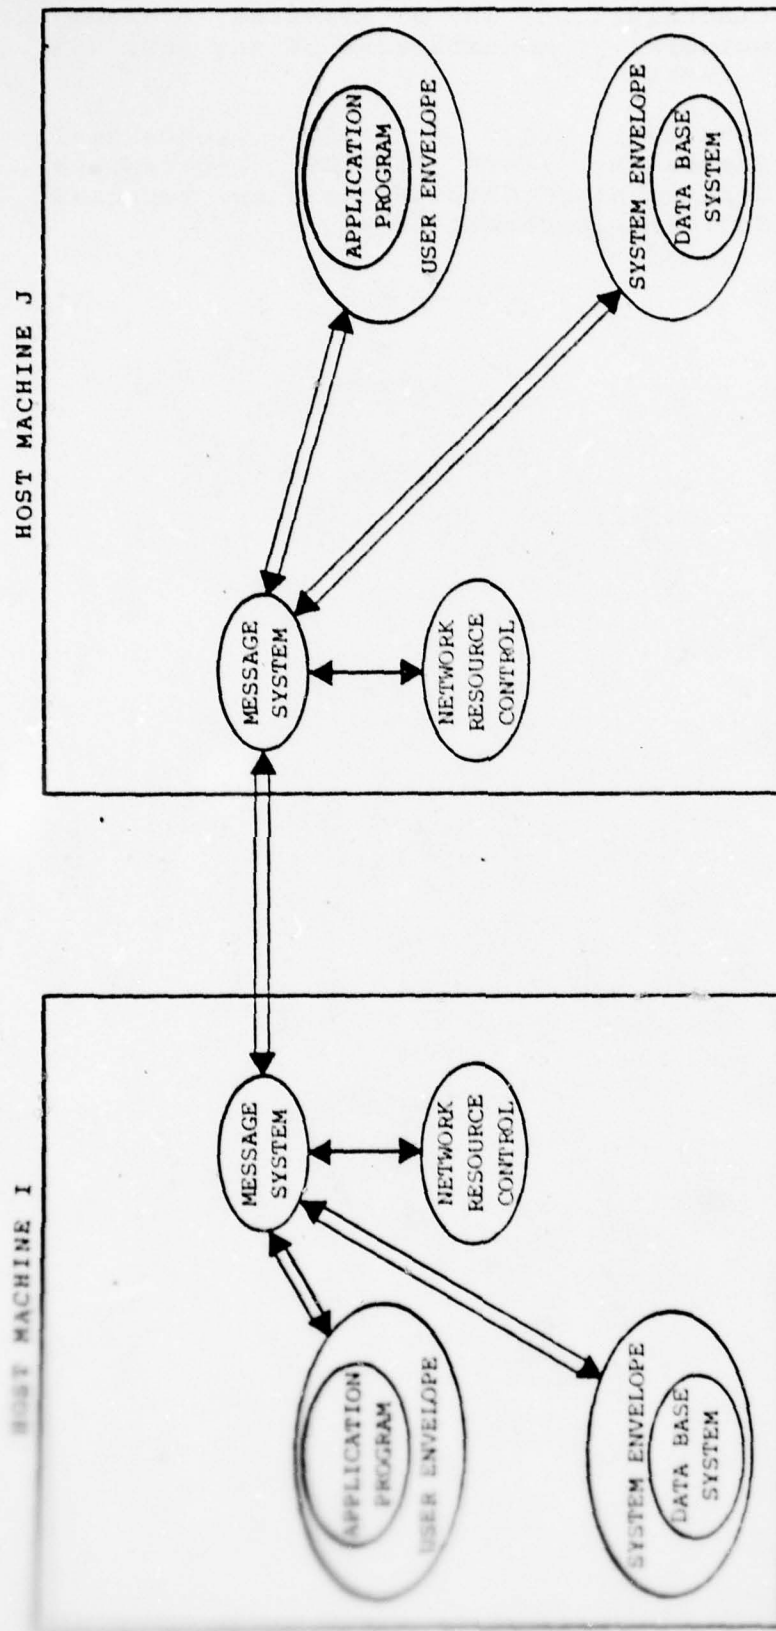 HOST MACHINE I
MESSAGE
SYSTEM
APPLICATION
PROGRAM
USER ENVELOPE
NETWORK
RESOURCE
CONTROL
SYSTEM ENVELOPE
DATA BASE
SYSTEM
HOST MACHINE J
MESSAGE
SYSTEM
APPLICATION
PROGRAM
USER ENVELOPE
NETWORK
RESOURCE
CONTROL
SYSTEM ENVELOPE
DATA BASE
SYSTEM